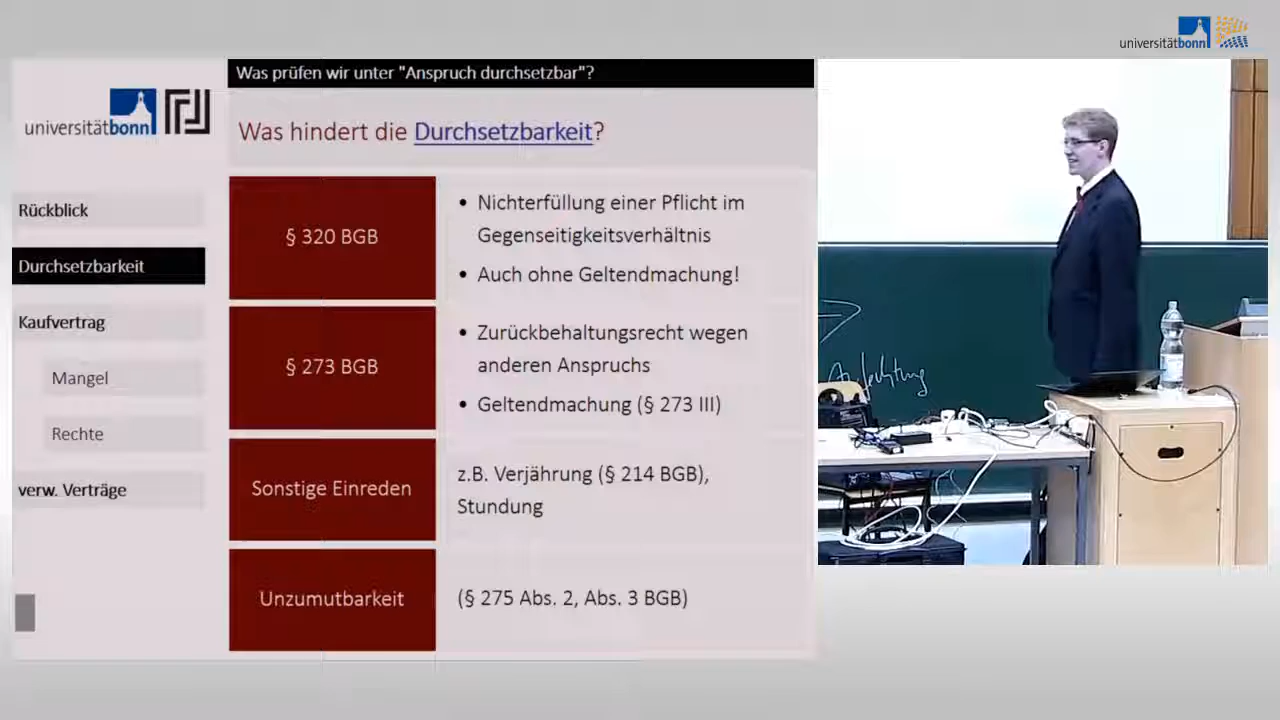 universitätbonn
Was prüfen wir unter "Anspruch durchsetzbar"?
universitätbonn
Was hindert die Durchsetzbarkeit?
Rückblick
Durchsetzbarkeit
Kaufvertrag
Mangel
Rechte
verw. Verträge
§ 320 BGB
• Nichterfüllung einer Pflicht im
Gegenseitigkeitsverhältnis
• Auch ohne Geltendmachung!
§ 273 BGB
• Zurückbehaltungsrecht wegen
anderen Anspruchs
• Geltendmachung (§ 273 III)
Sonstige Einreden
z.B. Verjährung (§ 214 BGB),
Stundung
Unzumutbarkeit
(§ 275 Abs. 2, Abs. 3 BGB)
Anfechtung